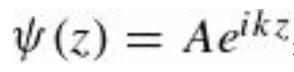 ψ(z) = Ae^{ikz}.